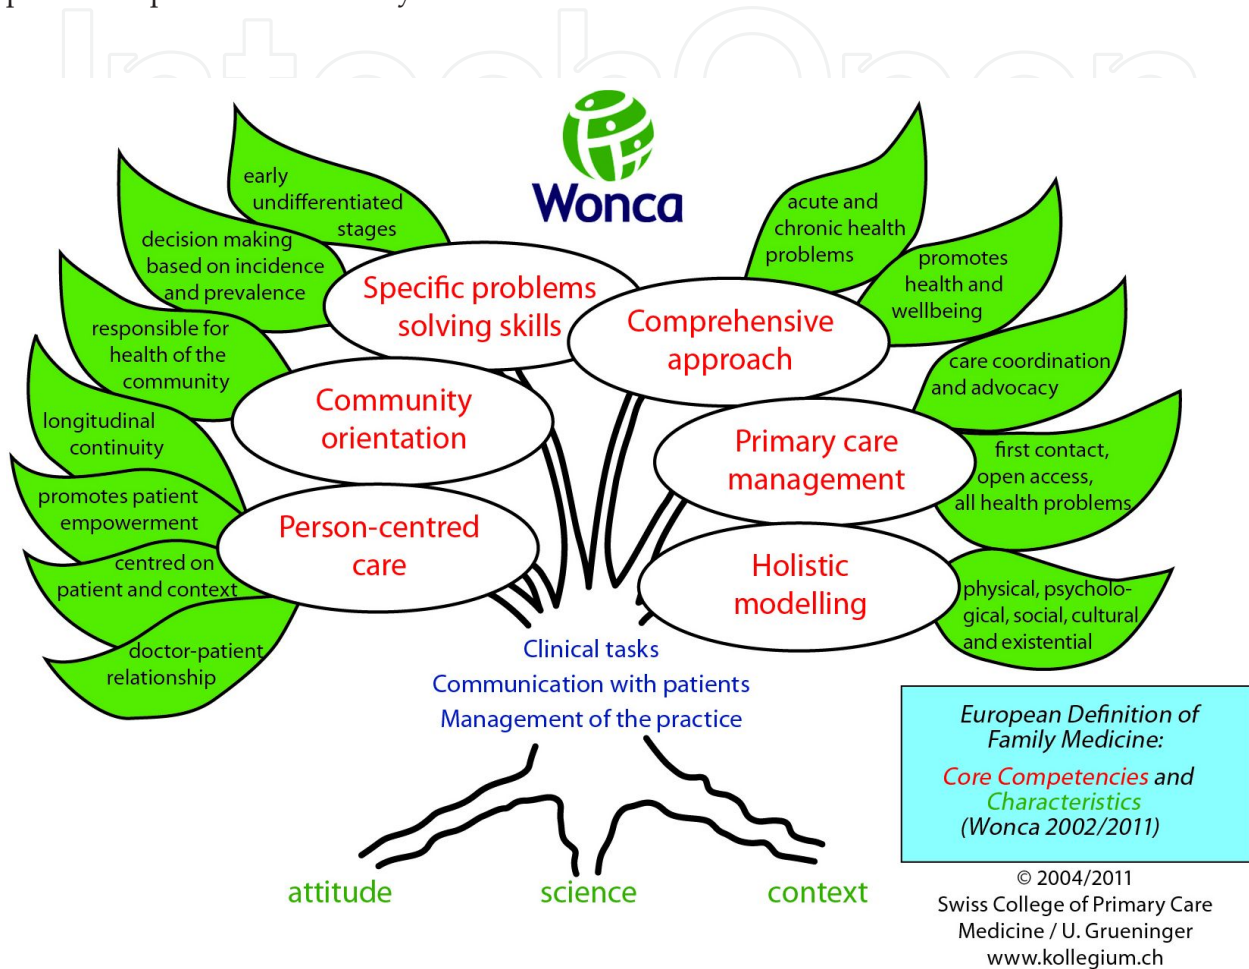 IntechOpen
Wonca
early
undifferentiated
stages
decision making
based on incidence
and prevalence
responsible for
health of the
community
longitudinal
continuity
promotes patient
empowerment
centred on
patient and context
doctor-patient
relationship
Specific problems
solving skills
Community
orientation
Person-centred
care
Comprehensive
approach
Primary care
management
Holistic
modelling
acute and
chronic health
problems
promotes
health and
wellbeing
care coordination
and advocacy
first contact,
open access,
all health problems
physical, psycholo-
gical, social, cultural
and existential
Clinical tasks
Communication with patients
Management of the practice
attitude
science
context
European Definition of
Family Medicine:
Core Competencies and
Characteristics
(Wonca 2002/2011)
© 2004/2011
Swiss College of Primary Care
Medicine / U. Grueninger
www.kollegium.ch